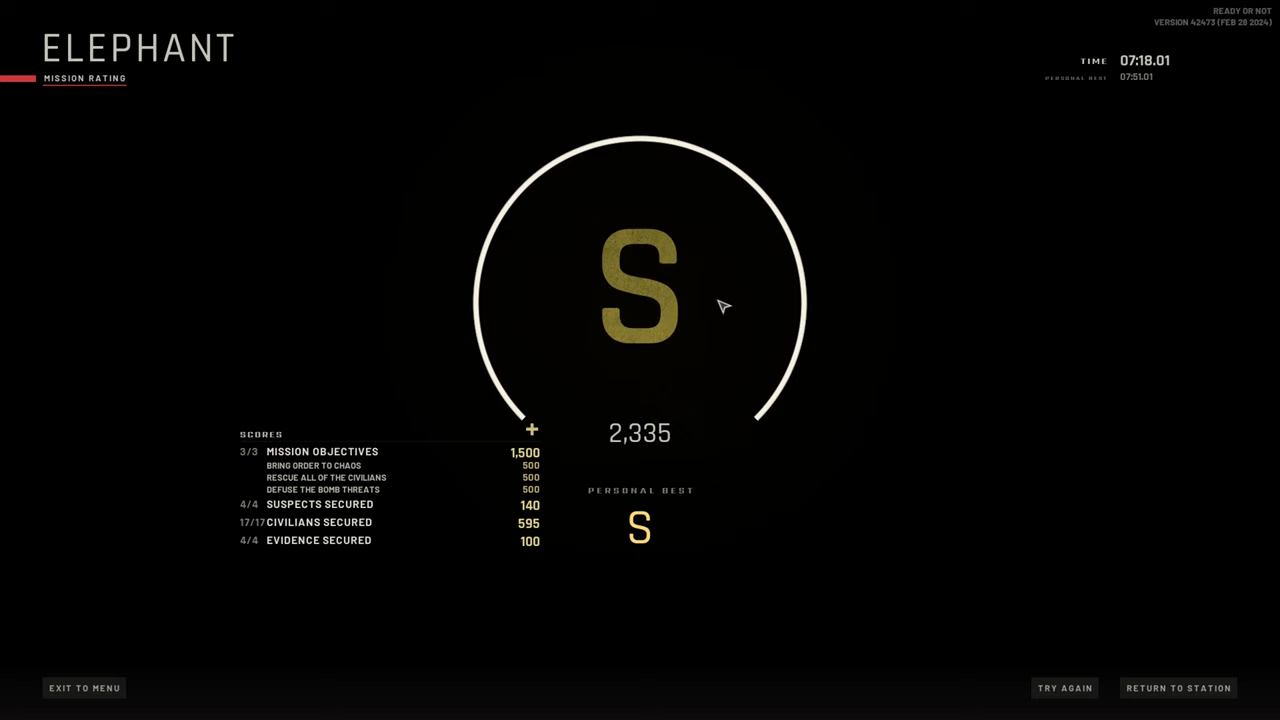 READY OR NOT
VERSION 42473 (FEB 28 2024)
ELEPHANT
MISSION RATING
TIME 07:18.01
PERSONAL BEST 07:51.01
S
2,335
SCORES +
3/3 MISSION OBJECTIVES 1,500
BRING ORDER TO CHAOS 500
RESCUE ALL OF THE CIVILIANS 500
DEFUSE THE BOMB THREATS 500
4/4 SUSPECTS SECURED 140
17/17 CIVILIANS SECURED 595
4/4 EVIDENCE SECURED 100
PERSONAL BEST
S
EXIT TO MENU
TRY AGAIN
RETURN TO STATION